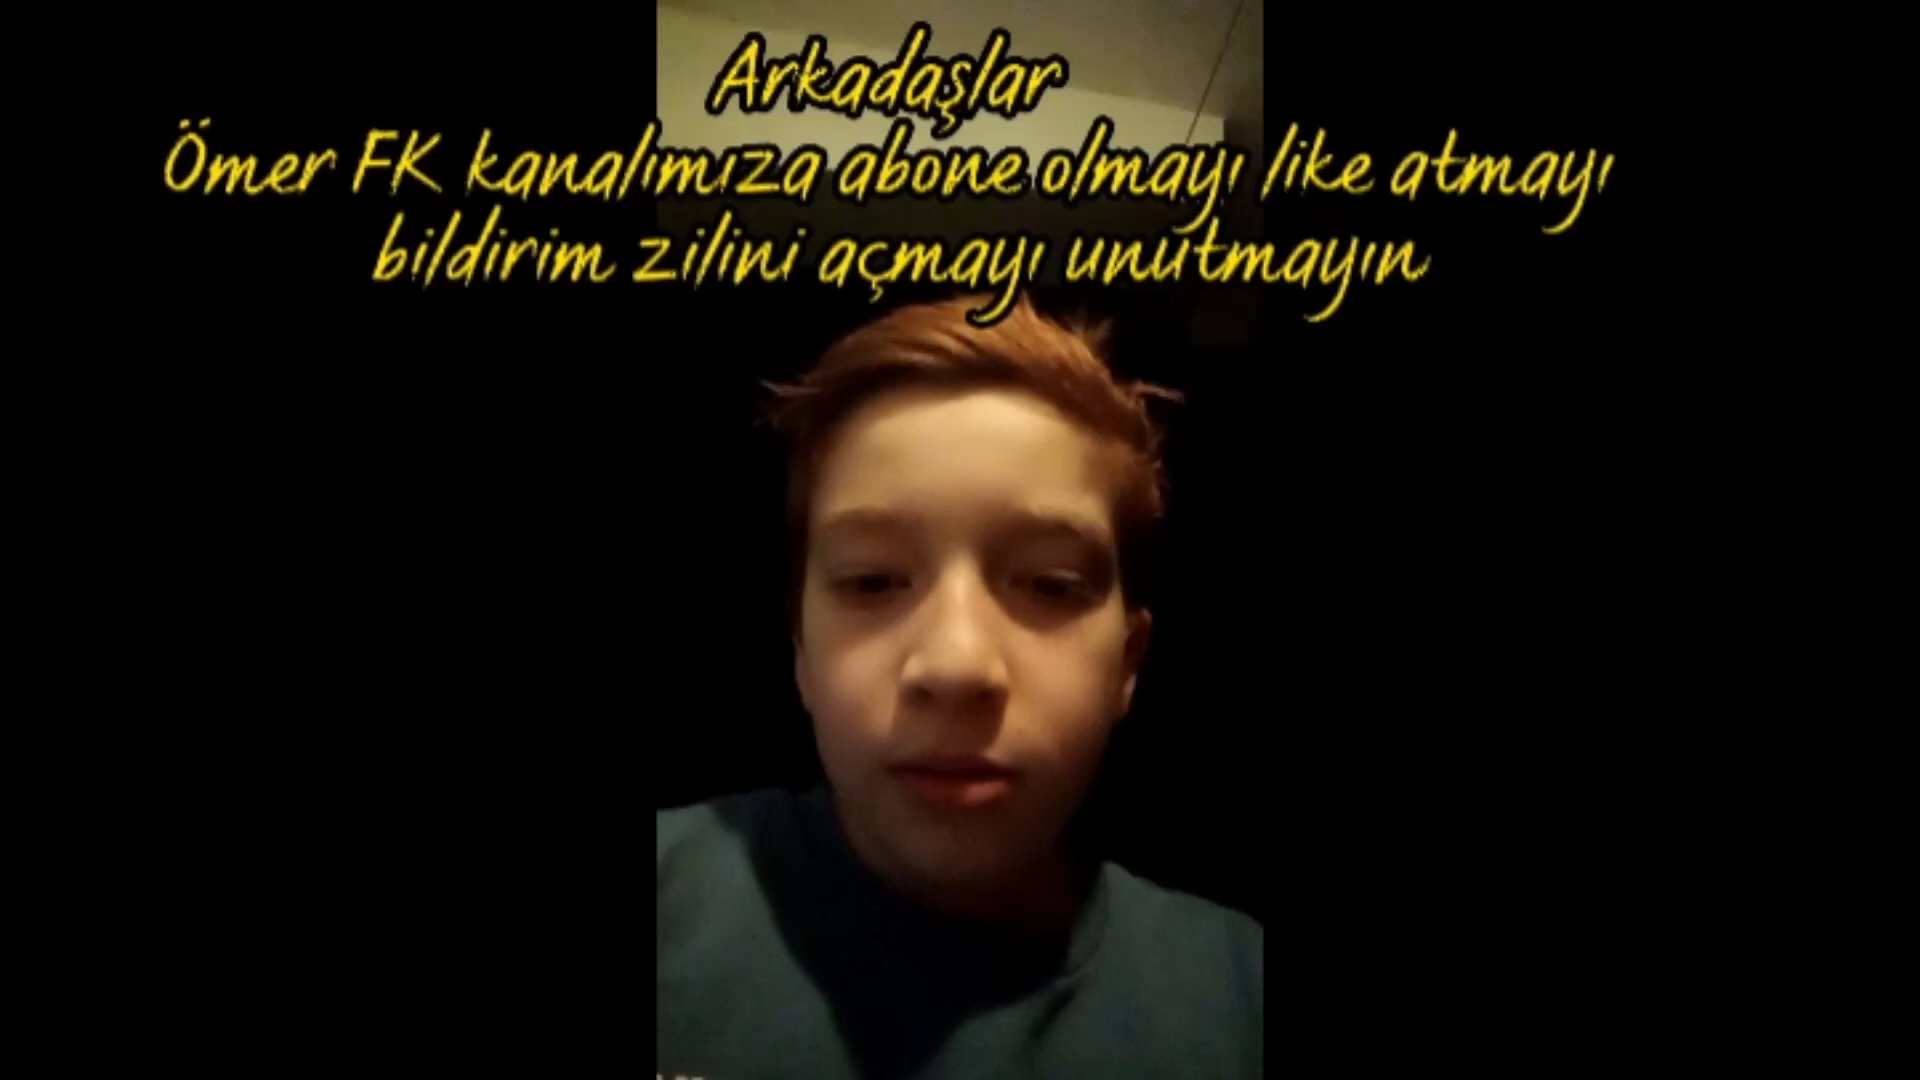 Arkadaşlar
Ömer FK kanalımıza abone olmayı like atmayı
bildirim zilini açmayı unutmayın